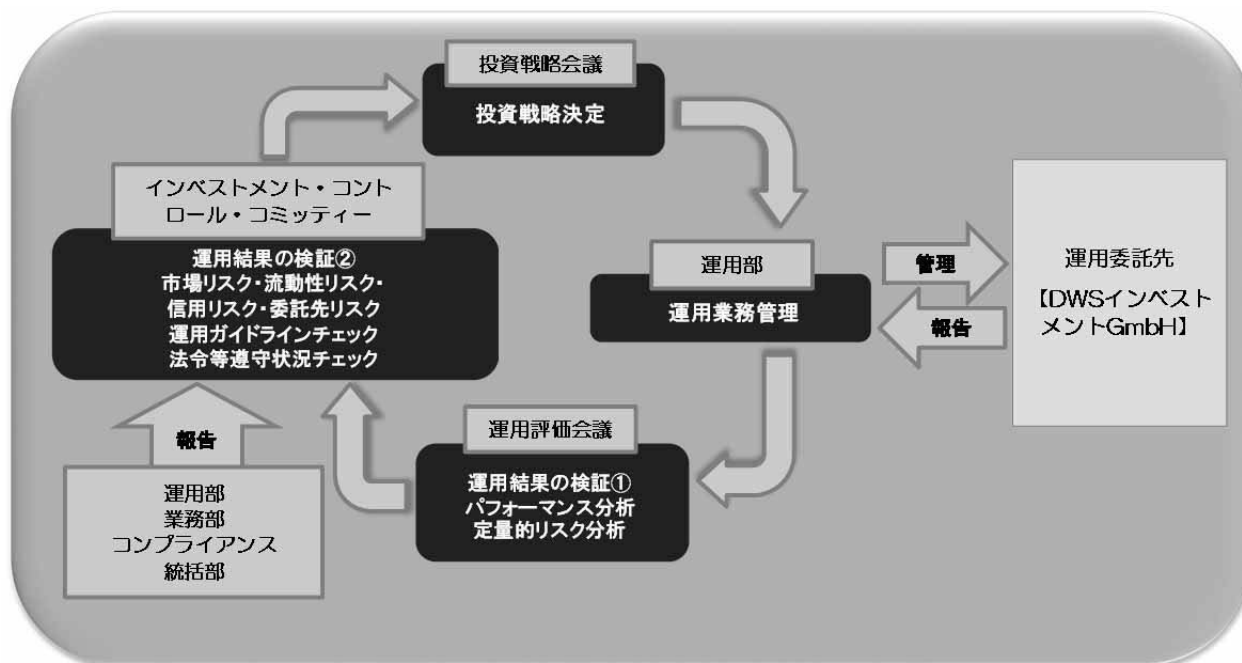 投資戦略会議
投資戦略決定
インベストメント・コント
ロール・コミッティー
運用結果の検証②
市場リスク・流動性リスク・
信用リスク・委託先リスク
運用ガイドラインチェック
法令等遵守状況チェック
運用部
運用業務管理
管理
報告
運用委託先
【DWSインベスト
メントGmbH】
運用評価会議
運用結果の検証①
パフォーマンス分析
定量的リスク分析
報告
運用部
業務部
コンプライアンス
統括部